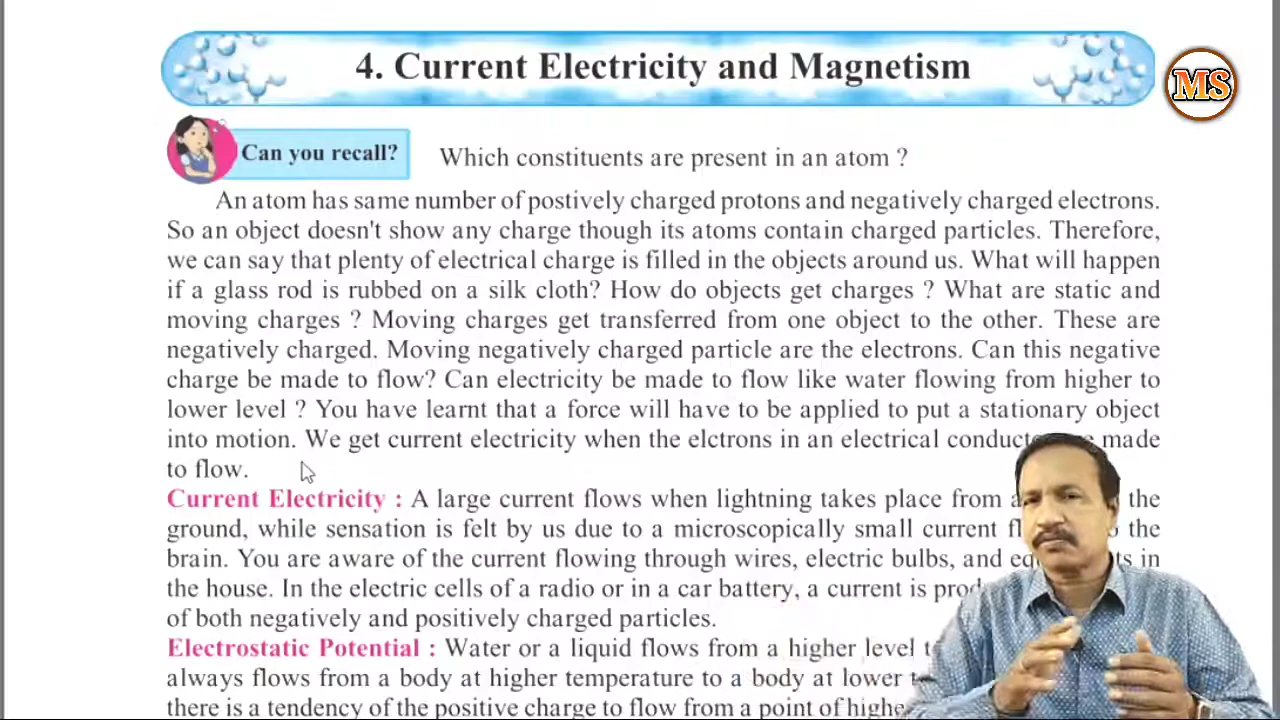 4. Current Electricity and Magnetism
MS
Can you recall? Which constituents are present in an atom ?
An atom has same number of postively charged protons and negatively charged electrons.
So an object doesn't show any charge though its atoms contain charged particles. Therefore,
we can say that plenty of electrical charge is filled in the objects around us. What will happen
if a glass rod is rubbed on a silk cloth? How do objects get charges ? What are static and
moving charges ? Moving charges get transferred from one object to the other. These are
negatively charged. Moving negatively charged particle are the electrons. Can this negative
charge be made to flow? Can electricity be made to flow like water flowing from higher to
lower level ? You have learnt that a force will have to be applied to put a stationary object
into motion. We get current electricity when the elctrons in an electrical made
to flow.
Current Electricity : A large current flows when lightning takes place from the
ground, while sensation is felt by us due to a microscopically small current the
brain. You are aware of the current flowing through wires, electric bulbs, and in
the house. In the electric cells of a radio or in a car battery, a current is
of both negatively and positively charged particles.
Electrostatic Potential : Water or a liquid flows from a higher level
always flows from a body at higher temperature to a body at lower
there is a tendency of the positive charge to flow from a point of